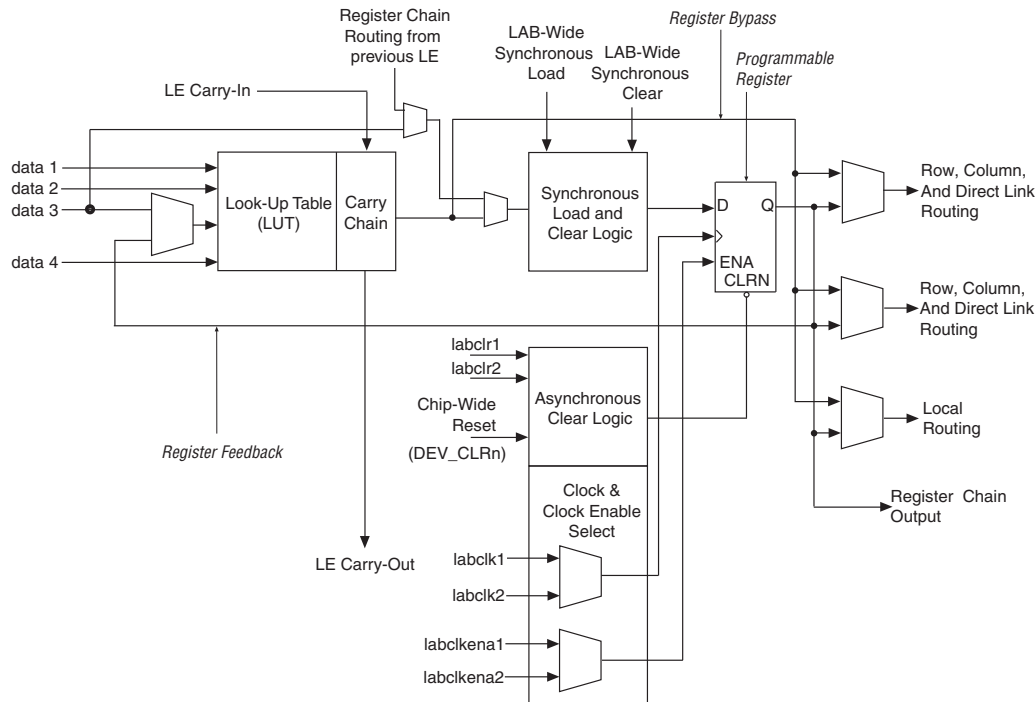 Register Chain
Routing from
previous LE
LAB-Wide
Synchronous
Load
LAB-Wide
Synchronous
Clear
Register Bypass
Programmable
Register
LE Carry-In
data 1
data 2
data 3
data 4
Look-Up Table
(LUT)
Carry
Chain
Synchronous
Load and
Clear Logic
D
Q
ENA
CLRN
Row, Column,
And Direct Link
Routing
Row, Column,
And Direct Link
Routing
Local
Routing
Register Chain
Output
labclr1
labclr2
Chip-Wide
Reset
(DEV_CLRn)
Asynchronous
Clear Logic
Register Feedback
Clock &
Clock Enable
Select
LE Carry-Out
labclk1
labclk2
labclkena1
labclkena2